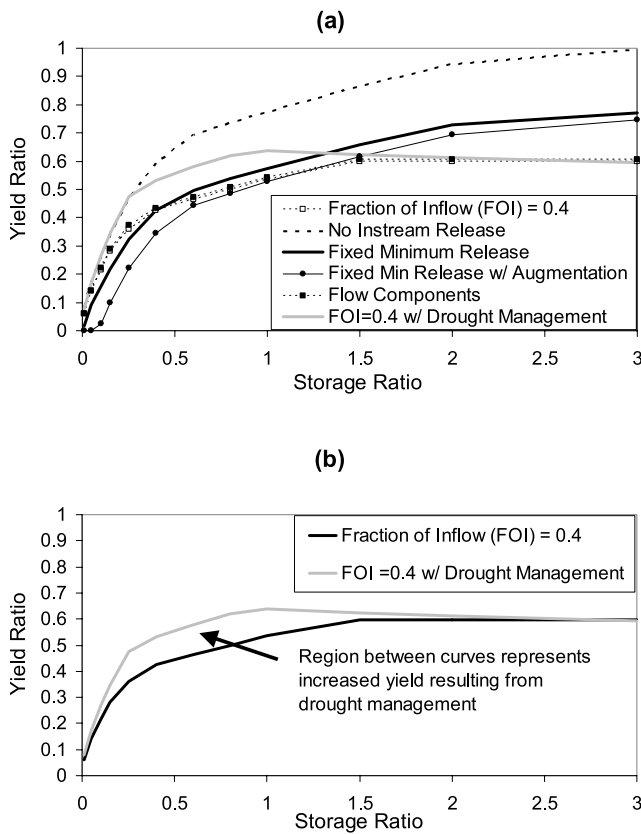 (a)
1
0.9
0.8
0.7
0.6
0.5
0.4
0.3
0.2
0.1
0
Yield Ratio
Fraction of Inflow (FOI) = 0.4
No Instream Release
Fixed Minimum Release
Fixed Min Release w/ Augmentation
Flow Components
FOI=0.4 w/ Drought Management
0 0.5 1 1.5 2 2.5 3
Storage Ratio
(b)
1
0.9
0.8
0.7
0.6
0.5
0.4
0.3
0.2
0.1
0
Yield Ratio
Fraction of Inflow (FOI) = 0.4
FOI =0.4 w/ Drought Management
Region between curves represents
increased yield resulting from
drought management
0 0.5 1 1.5 2 2.5 3
Storage Ratio